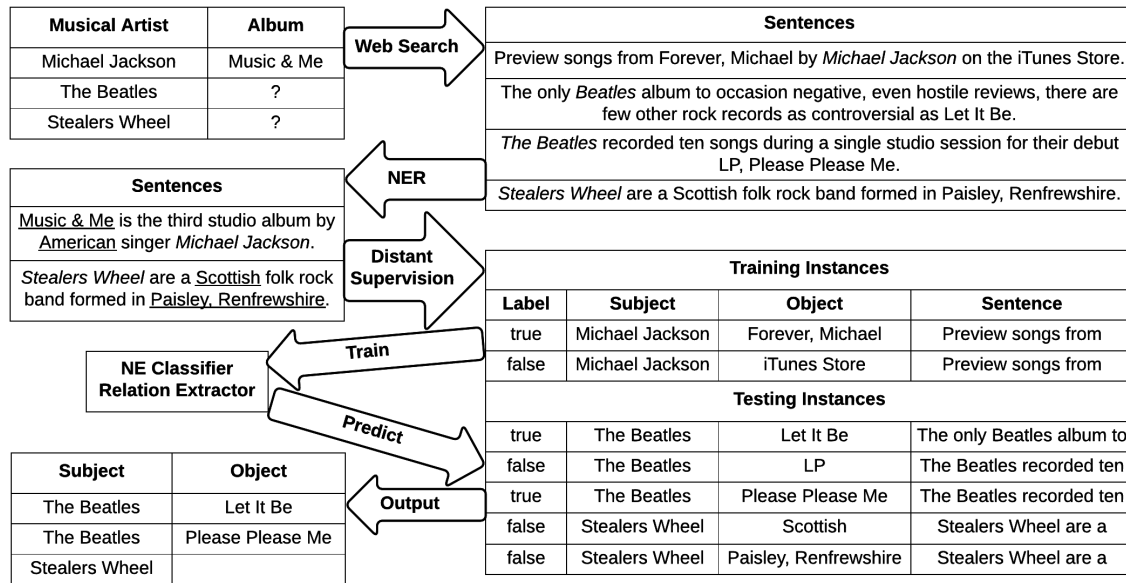 Musical Artist Album
Michael Jackson Music & Me
The Beatles ?
Stealers Wheel ?
Web Search
Sentences
Preview songs from Forever, Michael by Michael Jackson on the iTunes Store.
The only Beatles album to occasion negative, even hostile reviews, there are
few other rock records as controversial as Let It Be.
The Beatles recorded ten songs during a single studio session for their debut
LP, Please Please Me.
Stealers Wheel are a Scottish folk rock band formed in Paisley, Renfrewshire.
NER
Sentences
Music & Me is the third studio album by
American singer Michael Jackson.
Stealers Wheel are a Scottish folk rock
band formed in Paisley, Renfrewshire.
Distant
Supervision
Training Instances
Label Subject Object Sentence
true Michael Jackson Forever, Michael Preview songs from
false Michael Jackson iTunes Store Preview songs from
Train
NE Classifier
Relation Extractor
Predict
Testing Instances
true The Beatles Let It Be The only Beatles album to
false The Beatles LP The Beatles recorded ten
true The Beatles Please Please Me The Beatles recorded ten
false Stealers Wheel Scottish Stealers Wheel are a
false Stealers Wheel Paisley, Renfrewshire Stealers Wheel are a
Output
Subject Object
The Beatles Let It Be
The Beatles Please Please Me
Stealers Wheel